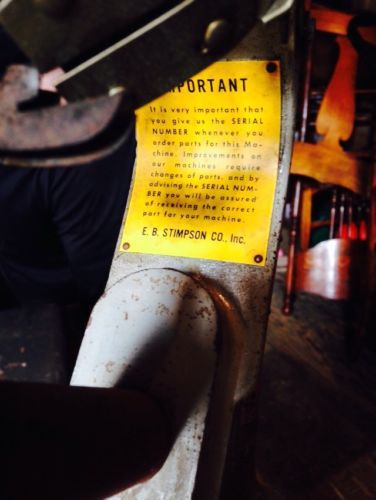 IMPORTANT
It is very important that
you give us the SERIAL
NUMBER whenever you
order parts for this Ma-
chine. Improvements on
our machines require
changes of parts, and by
advising the SERIAL NUM-
BER you will be assured
of receiving the correct
part for your machine.
E. B. STIMPSON CO., Inc.